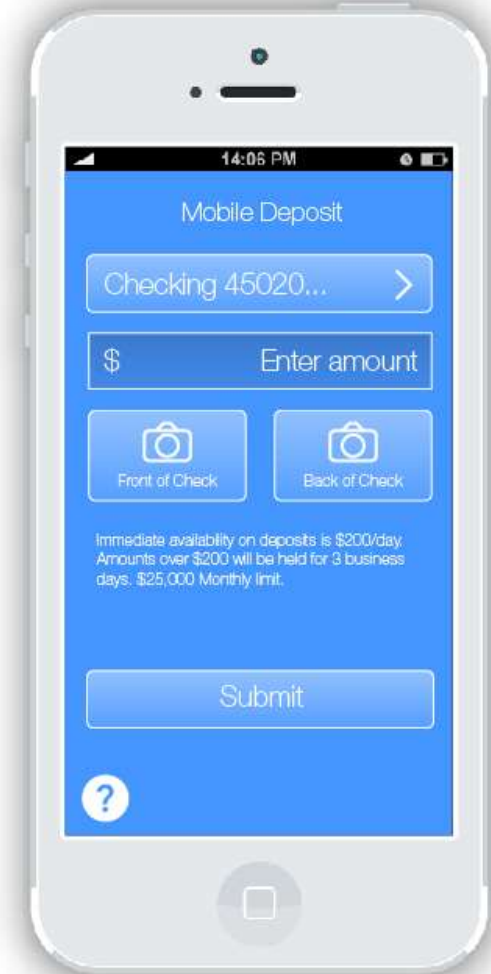 14:06 PM
Mobile Deposit
Checking 45020...
$ Enter amount
Front of Check
Back of Check
Immediate availability on deposits is $200/day.
Amounts over $200 will be held for 3 business
days. $25,000 Monthly limit.
Submit
?